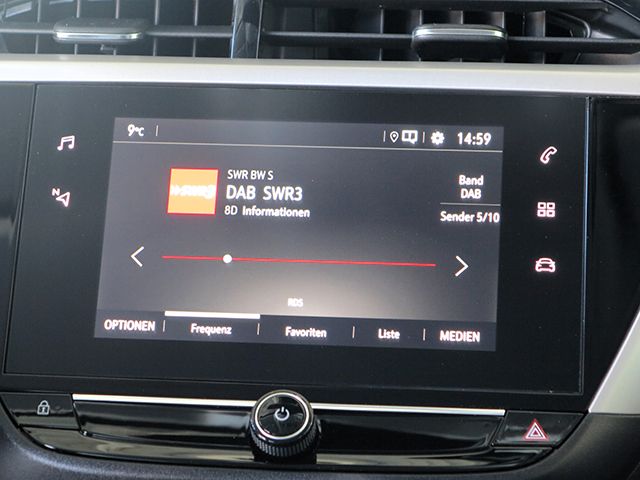 9°C
14:59
SWR BW S
DAB SWR3
8D Informationen
Band
DAB
Sender 5/10
N
RDS
OPTIONEN
Frequenz
Favoriten
Liste
MEDIEN